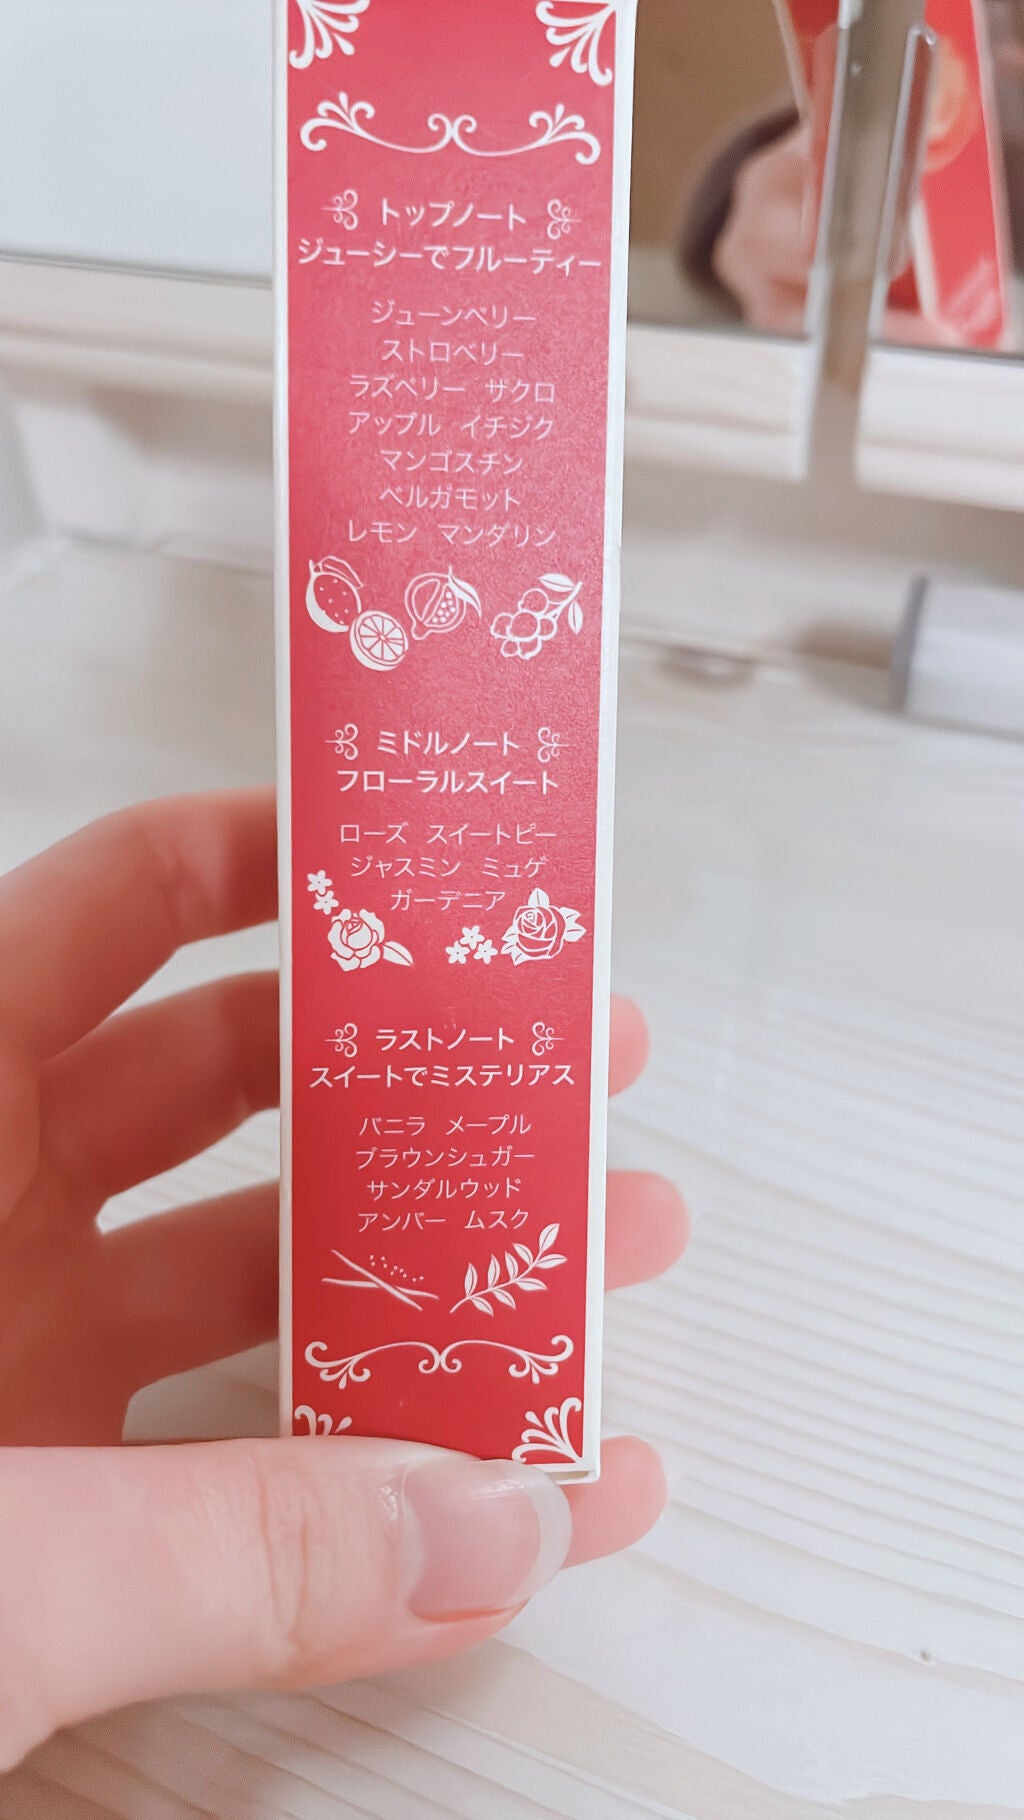 トップノート
ジューシーでフルーティー
ジューンベリー
ストロベリー
ラズベリー ザクロ
アップル イチジク
マンゴスチン
ベルガモット
レモン マンダリン
ミドルノート
フローラルスイート
ローズ スイートピー
ジャスミン ミュゲ
ガーデニア
ラストノート
スイートでミステリアス
バニラ メープル
ブラウンシュガー
サンダルウッド
アンバー ムスク